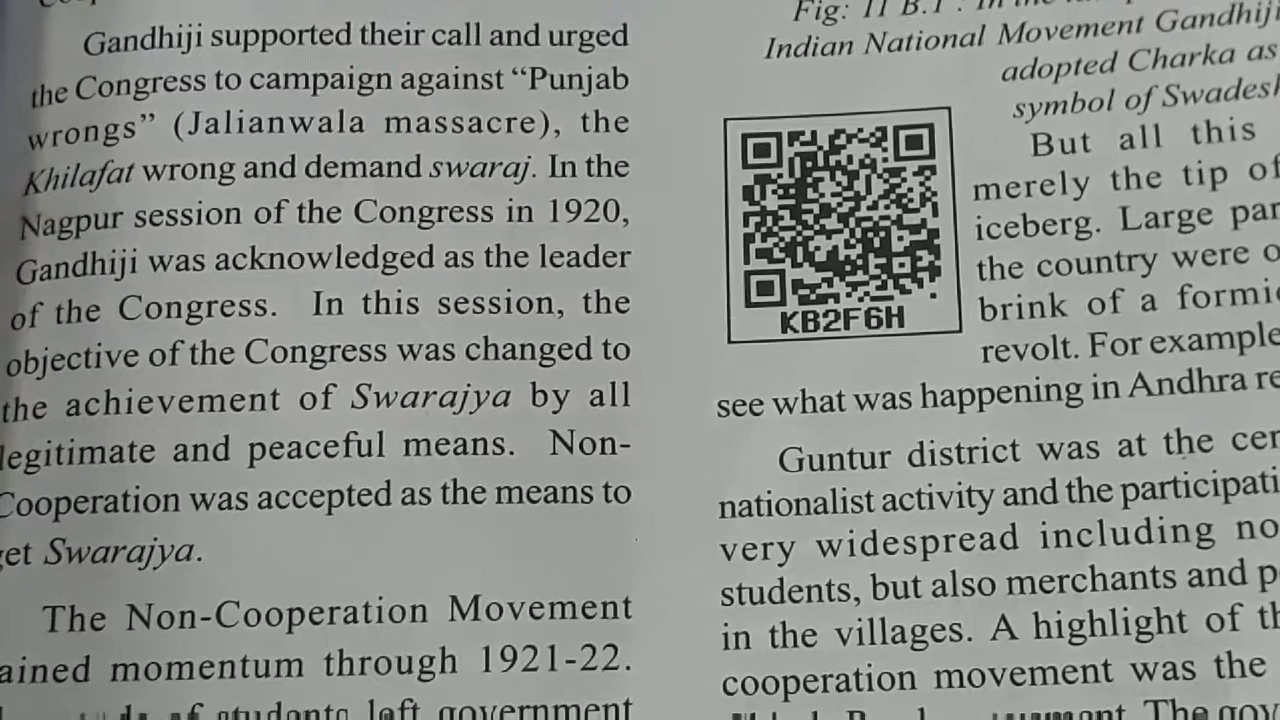 Gandhiji supported their call and urged
the Congress to campaign against “Punjab
wrongs” (Jalianwala massacre), the
Khilafat wrong and demand swaraj. In the
Nagpur session of the Congress in 1920,
Gandhiji was acknowledged as the leader
of the Congress. In this session, the
objective of the Congress was changed to
the achievement of Swarajya by all
legitimate and peaceful means. Non-
Cooperation was accepted as the means to
get Swarajya.
The Non-Cooperation Movement
ained momentum through 1921-22.
of students left government
Fig: II B.1 : In the
Indian National Movement Gandhiji
adopted Charka as
symbol of Swadesh
KB2F6H
But all this
merely the tip of
iceberg. Large par
the country were o
brink of a formi
revolt. For example
see what was happening in Andhra re
Guntur district was at the cen
nationalist activity and the participati
very widespread including no
students, but also merchants and p
in the villages. A highlight of th
cooperation movement was the
The gov